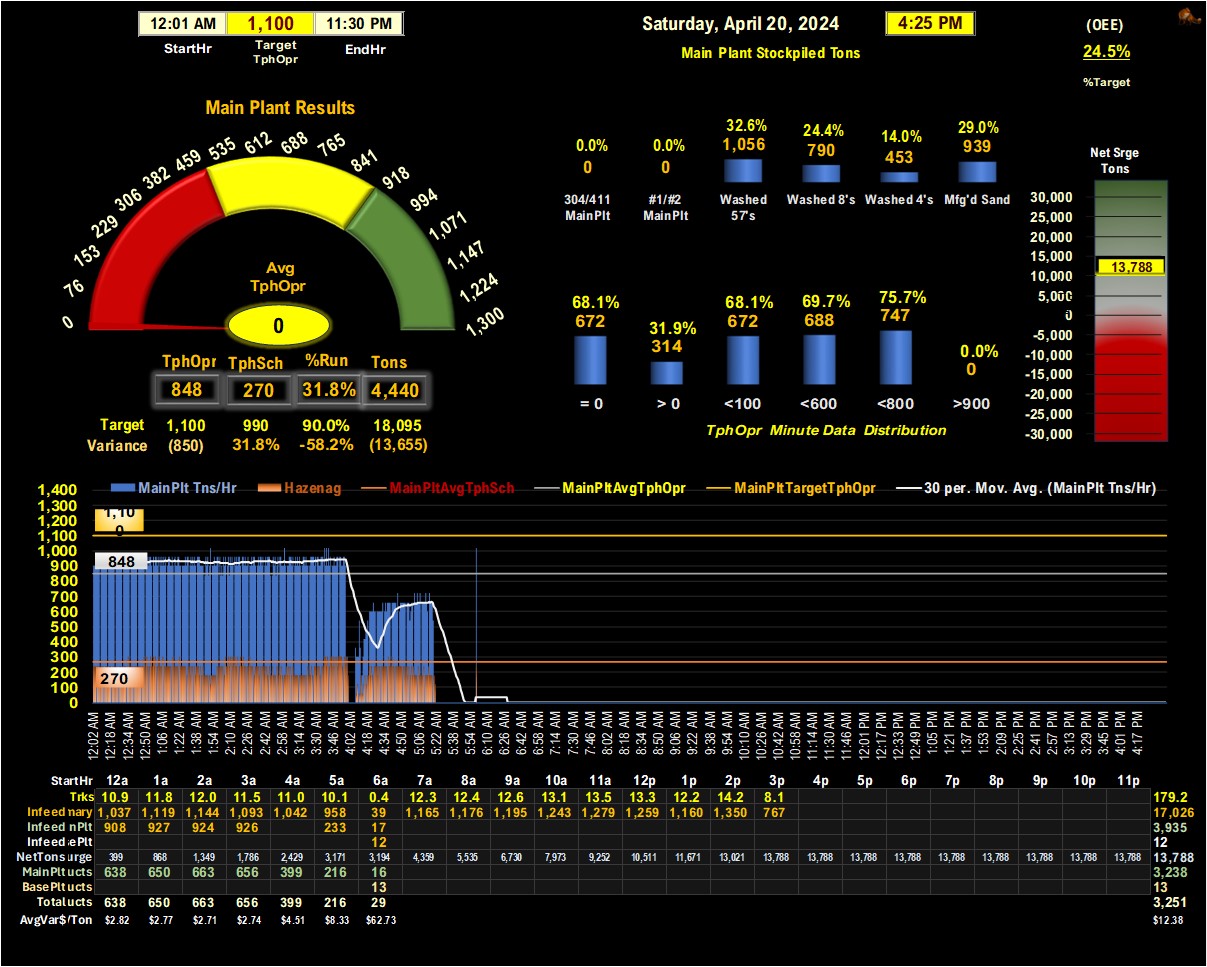 12:01 AM 1,100 11:30 PM
StartHr Target TphOpr EndHr
Saturday, April 20, 2024 4:25 PM
Main Plant Stockpiled Tons
(OEE)
24.5%
%Target
Main Plant Results
0 76 153 229 306 382 459 535 612 688 765 841 918 994 1,071 1,147 1,224 1,300
Avg
TphOpr
0
TphOpr TphSch %Run Tons
848 270 31.8% 4,440
Target 1,100 990 90.0% 18,095
Variance (850) 31.8% -58.2% (13,655)
0.0% 0.0% 32.6% 24.4% 14.0% 29.0%
0 0 1,056 790 453 939
304/411 MainPlt #1/#2 MainPlt Washed 57's Washed 8's Washed 4's Mfg'd Sand
68.1% 31.9% 68.1% 69.7% 75.7% 0.0%
672 314 672 688 747 0
= 0 > 0 <100 <600 <800 >900
TphOpr Minute Data Distribution
Net Srge
Tons
30,000
25,000
20,000
15,000
13,788
10,000
5,000
0
-5,000
-10,000
-15,000
-20,000
-25,000
-30,000
MainPlt Tns/Hr Hazenag MainPltAvgTphSch MainPltAvgTphOpr MainPltTargetTphOpr 30 per. Mov. Avg. (MainPlt Tns/Hr)
1,400
1,300
1,200
1,100
1,000
900
800
700
600
500
400
300
200
100
0
1,100
848
270
12:02 AM 12:18 AM 12:34 AM 12:50 AM 1:06 AM 1:22 AM 1:38 AM 1:54 AM 2:10 AM 2:26 AM 2:42 AM 2:58 AM 3:14 AM 3:30 AM 3:46 AM 4:02 AM 4:18 AM 4:34 AM 4:50 AM 5:06 AM 5:22 AM 5:38 AM 5:54 AM 6:10 AM 6:26 AM 6:42 AM 6:58 AM 7:14 AM 7:30 AM 7:46 AM 8:02 AM 8:18 AM 8:34 AM 8:50 AM 9:06 AM 9:22 AM 9:38 AM 9:54 AM 10:10 AM 10:26 AM 10:42 AM 10:58 AM 11:14 AM 11:30 AM 11:46 AM 12:01 PM 12:17 PM 12:33 PM 12:49 PM 1:05 PM 1:21 PM 1:37 PM 1:53 PM 2:09 PM 2:25 PM 2:41 PM 2:57 PM 3:13 PM 3:29 PM 3:45 PM 4:01 PM 4:17 PM
StartHr 12a 1a 2a 3a 4a 5a 6a 7a 8a 9a 10a 11a 12p 1p 2p 3p 4p 5p 6p 7p 8p 9p 10p 11p
Trks 10.9 11.8 12.0 11.5 11.0 10.1 0.4 12.3 12.4 12.6 13.1 13.5 13.3 12.2 14.2 8.1 179.2
Infeed mary 1,037 1,119 1,144 1,093 1,042 958 39 1,165 1,176 1,195 1,243 1,279 1,259 1,160 1,350 767 17,026
Infeed nPlt 908 927 924 926 233 17 3,935
Infeed ePlt 12 12
NetTonsurge 399 868 1,349 1,786 2,429 3,171 3,194 4,359 5,535 6,730 7,973 9,252 10,511 11,671 13,021 13,788 13,788 13,788 13,788 13,788 13,788 13,788 13,788 13,788 13,788
MainPlt ucts 638 650 663 656 399 216 16 3,238
BasePlt ucts 13 13
Total ucts 638 650 663 656 399 216 29 3,251
AvgVar$/Ton $2.82 $2.77 $2.71 $2.74 $4.51 $8.33 $62.73 $12.38